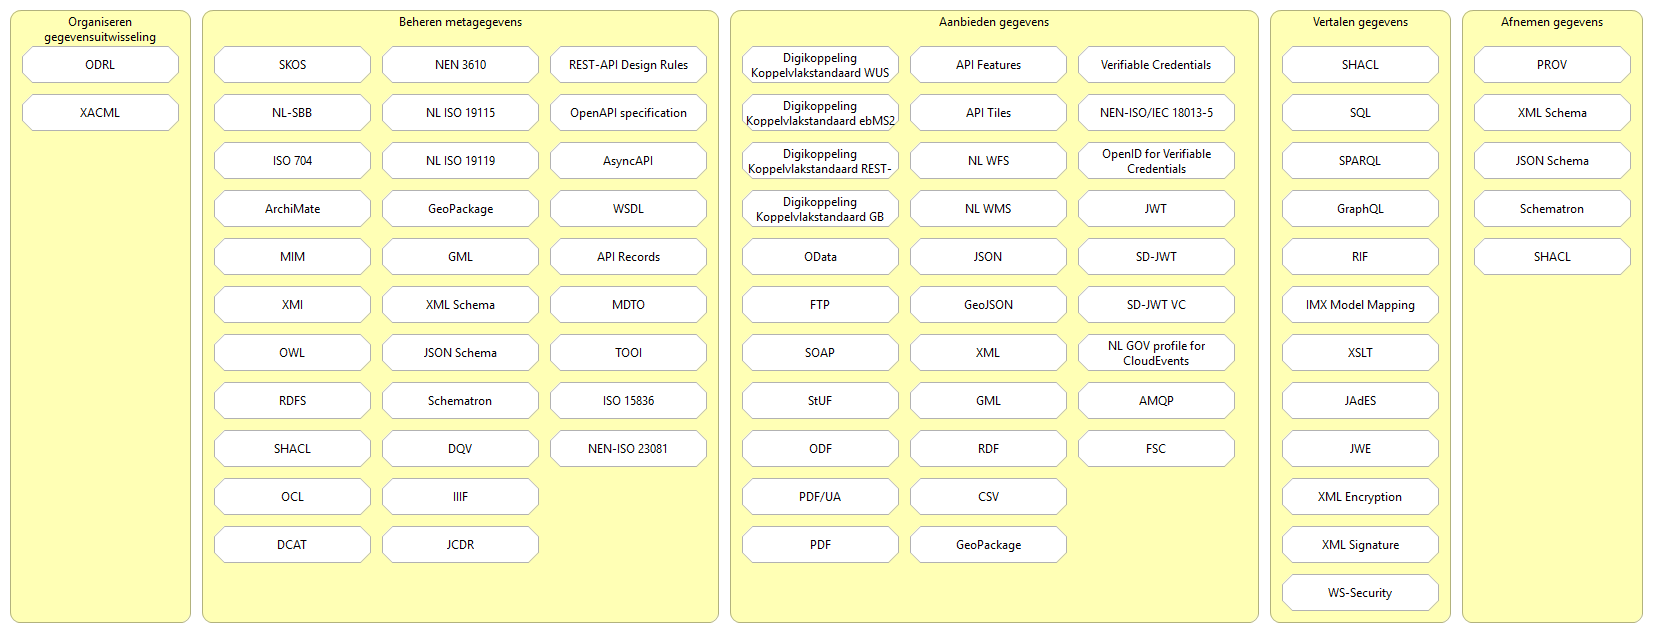 Organiseren
gegevensuitwisseling
ODRL
XACML
Beheren metagegevens
SKOS
NL-SBB
ISO 704
ArchiMate
MIM
XMI
OWL
RDFS
SHACL
OCL
DCAT
NEN 3610
NL ISO 19115
NL ISO 19119
GeoPackage
GML
XML Schema
JSON Schema
Schematron
DQV
IIIF
JCDR
REST-API Design Rules
OpenAPI specification
AsyncAPI
WSDL
API Records
MDTO
TOOI
ISO 15836
NEN-ISO 23081
Aanbieden gegevens
Digikoppeling
Koppelvlakstandaard WUS
Digikoppeling
Koppelvlakstandaard ebMS2
Digikoppeling
Koppelvlakstandaard REST-
Digikoppeling
Koppelvlakstandaard GB
OData
FTP
SOAP
StUF
ODF
PDF/UA
PDF
API Features
API Tiles
NL WFS
NL WMS
JSON
GeoJSON
XML
GML
RDF
CSV
GeoPackage
Verifiable Credentials
NEN-ISO/IEC 18013-5
OpenID for Verifiable
Credentials
JWT
SD-JWT
SD-JWT VC
NL GOV profile for
CloudEvents
AMQP
FSC
Vertalen gegevens
SHACL
SQL
SPARQL
GraphQL
RIF
IMX Model Mapping
XSLT
JAdES
JWE
XML Encryption
XML Signature
WS-Security
Afnemen gegevens
PROV
XML Schema
JSON Schema
Schematron
SHACL